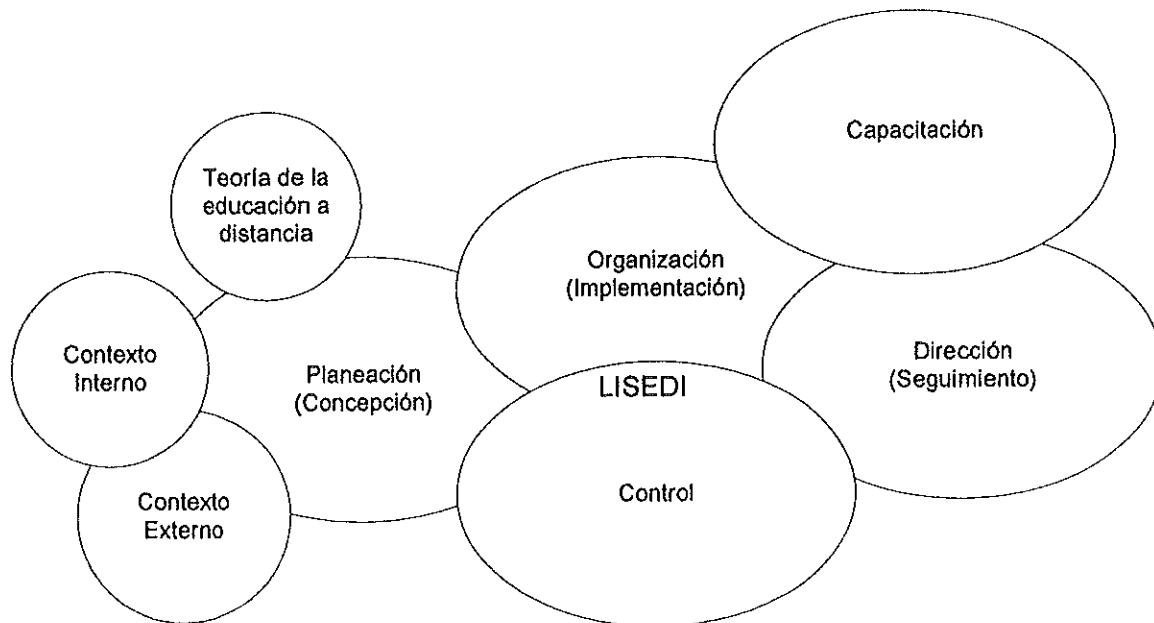 Capacitación
Teoría de la
educación a
distancia
Organización
(Implementación)
Contexto
Interno
Planeación
(Concepción)
Dirección
(Seguimiento)
LISEDI
Control
Contexto
Externo